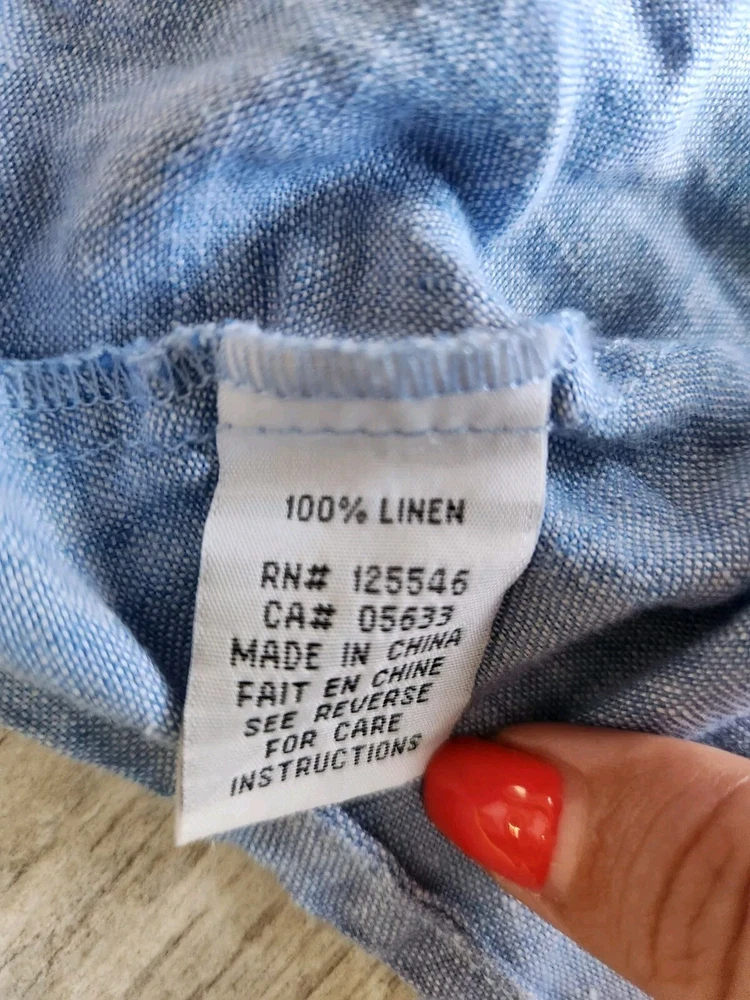 100% LINEN
RN# 125546
CA# 05633
MADE IN CHINA
FAIT EN CHINE
SEE REVERSE
FOR CARE
INSTRUCTIONS